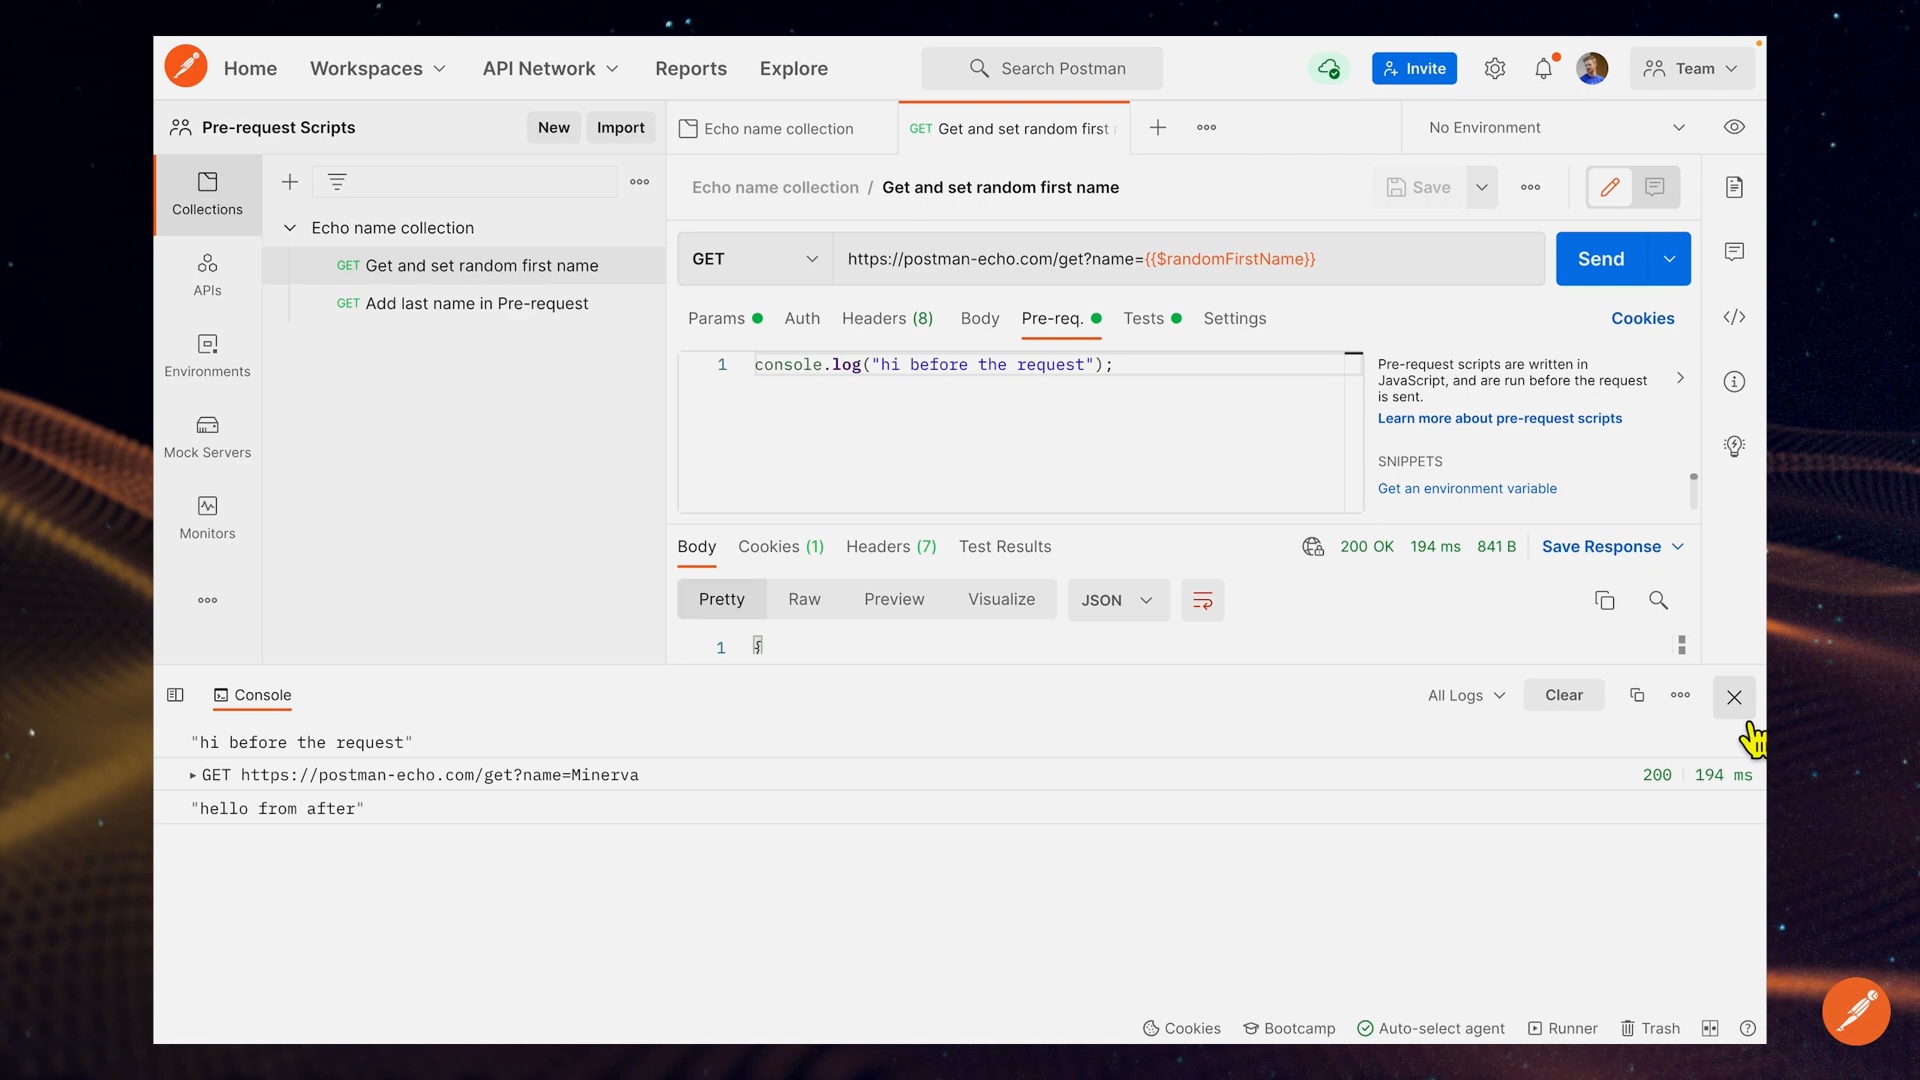 Home Workspaces API Network Reports Explore Search Postman Invite Team
Pre-request Scripts New Import Echo name collection GET Get and set random first No Environment
Collections
APIs
Environments
Mock Servers
Monitors
Echo name collection
GET Get and set random first name
GET Add last name in Pre-request
Echo name collection / Get and set random first name Save
GET https://postman-echo.com/get?name={{$randomFirstName}} Send
Params Auth Headers (8) Body Pre-req. Tests Settings Cookies
1 console.log("hi before the request");
Pre-request scripts are written in
JavaScript, and are run before the request
is sent.
Learn more about pre-request scripts
SNIPPETS
Get an environment variable
Body Cookies (1) Headers (7) Test Results 200 OK 194 ms 841 B Save Response
Pretty Raw Preview Visualize JSON
1 {
Console All Logs Clear
"hi before the request"
GET https://postman-echo.com/get?name=Minerva 200 194 ms
"hello from after"
Cookies Bootcamp Auto-select agent Runner Trash